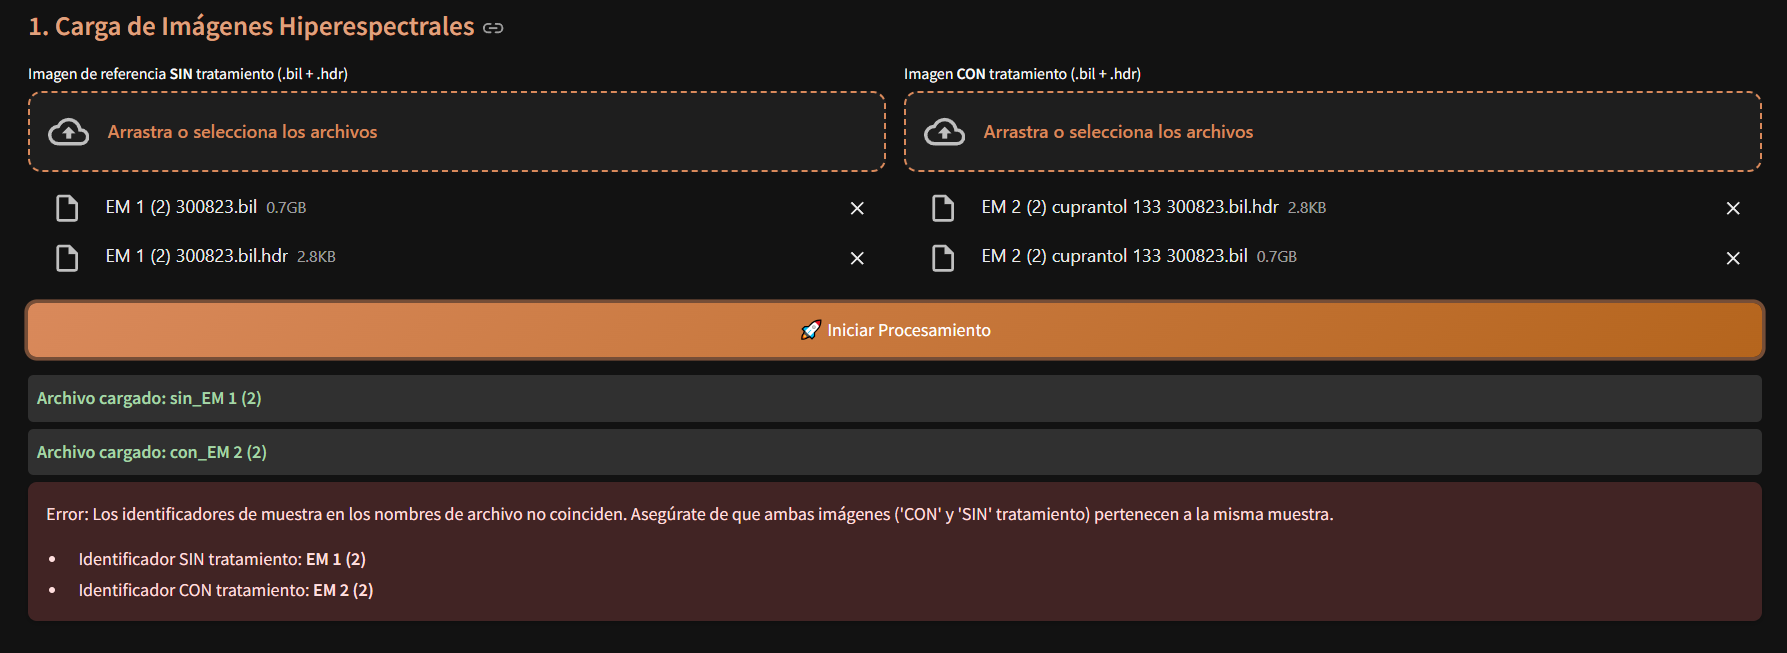 1. Carga de Imágenes Hiperespectrales
Imagen de referencia SIN tratamiento (.bil + .hdr)
Arrastra o selecciona los archivos
EM 1 (2) 300823.bil 0.7GB
EM 1 (2) 300823.bil.hdr 2.8KB
Imagen CON tratamiento (.bil + .hdr)
Arrastra o selecciona los archivos
EM 2 (2) cuprantol 133 300823.bil.hdr 2.8KB
EM 2 (2) cuprantol 133 300823.bil 0.7GB
🚀 Iniciar Procesamiento
Archivo cargado: sin_EM 1 (2)
Archivo cargado: con_EM 2 (2)
Error: Los identificadores de muestra en los nombres de archivo no coinciden. Asegúrate de que ambas imágenes ('CON' y 'SIN' tratamiento) pertenecen a la misma muestra.
• Identificador SIN tratamiento: EM 1 (2)
• Identificador CON tratamiento: EM 2 (2)